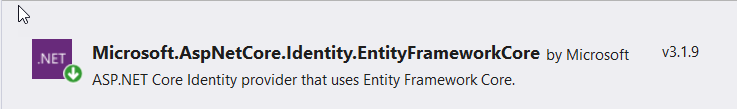 .NET
Microsoft.AspNetCore.Identity.EntityFrameworkCore by Microsoft v3.1.9
ASP.NET Core Identity provider that uses Entity Framework Core.